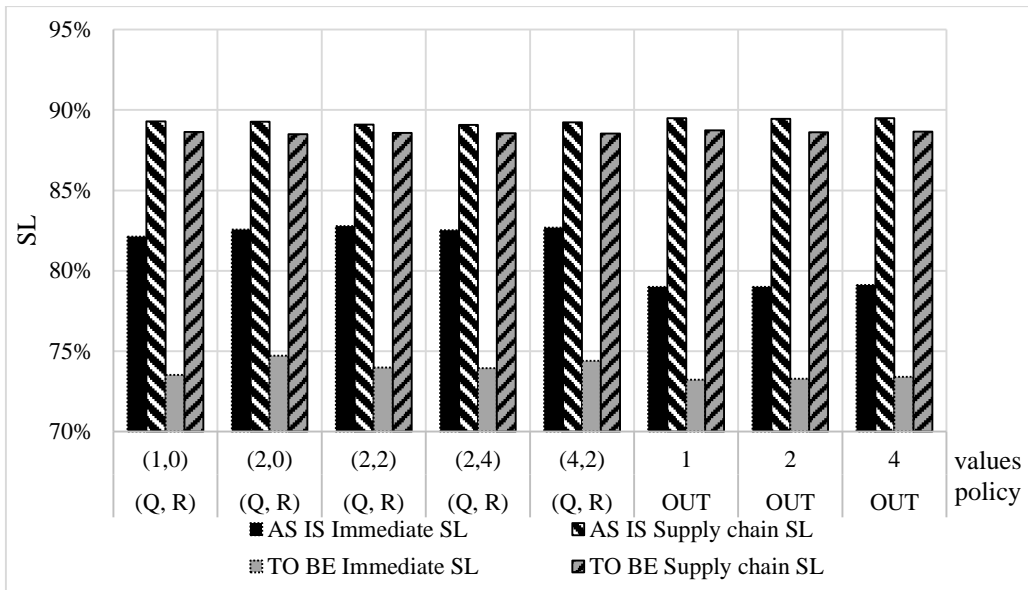 95%
90%
85%
80%
75%
70%
SL
(1,0) (2,0) (2,2) (2,4) (4,2) 1 2 4 values
(Q, R) (Q, R) (Q, R) (Q, R) (Q, R) OUT OUT OUT policy
AS IS Immediate SL AS IS Supply chain SL
TO BE Immediate SL TO BE Supply chain SL